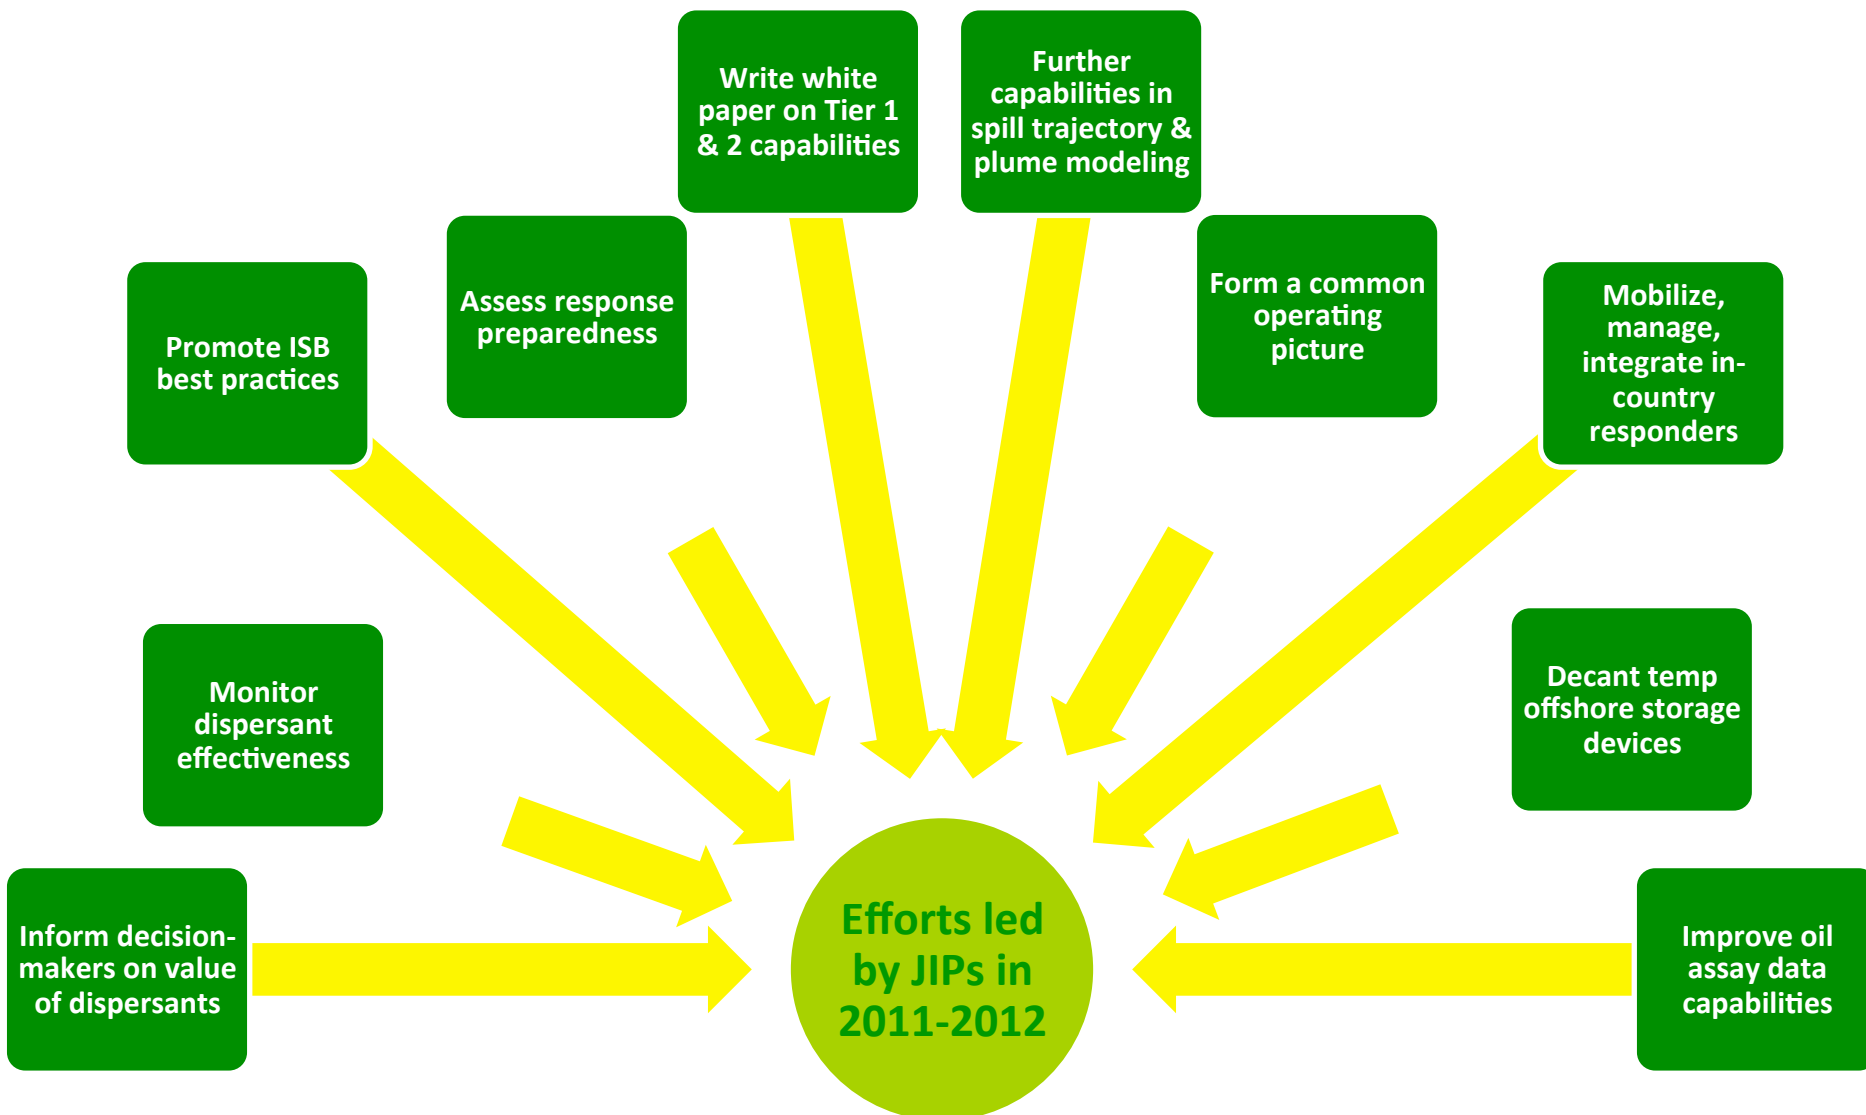 Write white
paper on Tier 1
& 2 capabilities
Further
capabilities in
spill trajectory &
plume modeling
Assess response
preparedness
Form a common
operating
picture
Promote ISB
best practices
Mobilize,
manage,
integrate in-
country
responders
Monitor
dispersant
effectiveness
Decant temp
offshore storage
devices
Inform decision-
makers on value
of dispersants
Efforts led
by JIPs in
2011-2012
Improve oil
assay data
capabilities